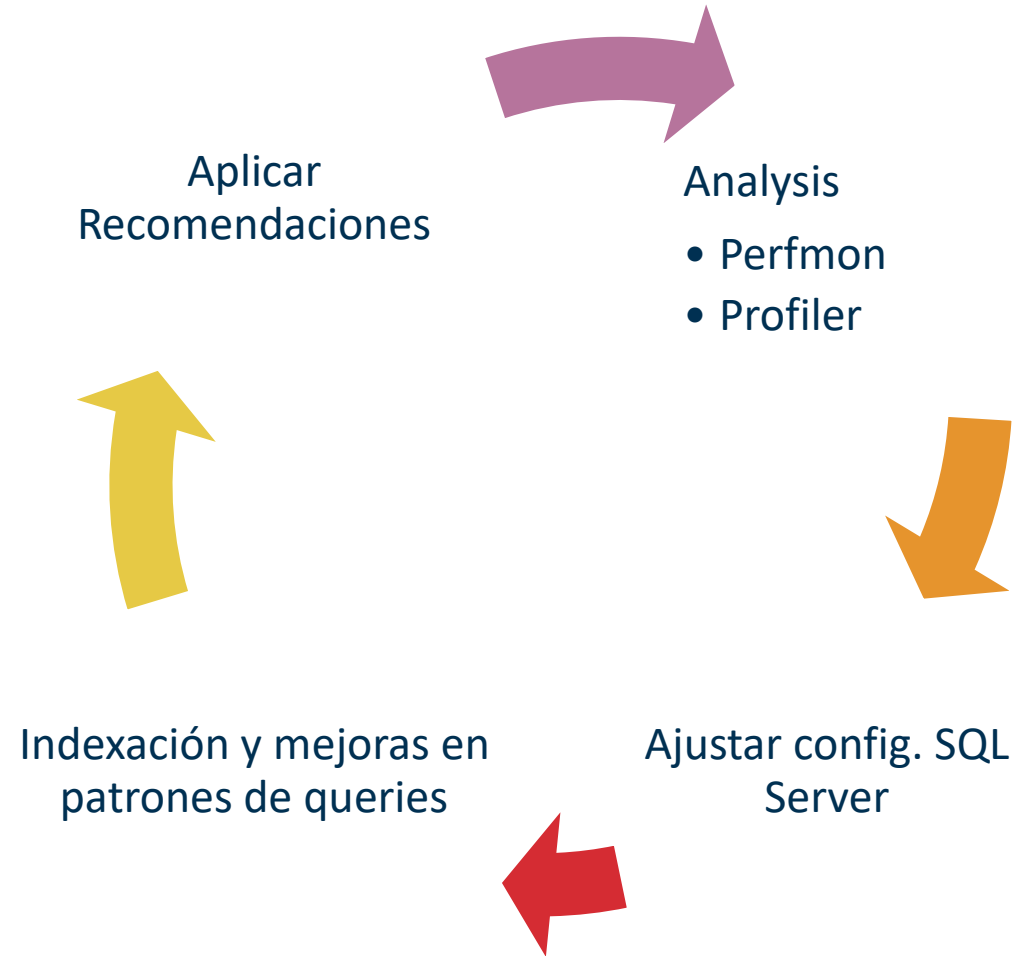 Aplicar
Recomendaciones
Analysis
• Perfmon
• Profiler
Indexación y mejoras en
patrones de queries
Ajustar config. SQL
Server